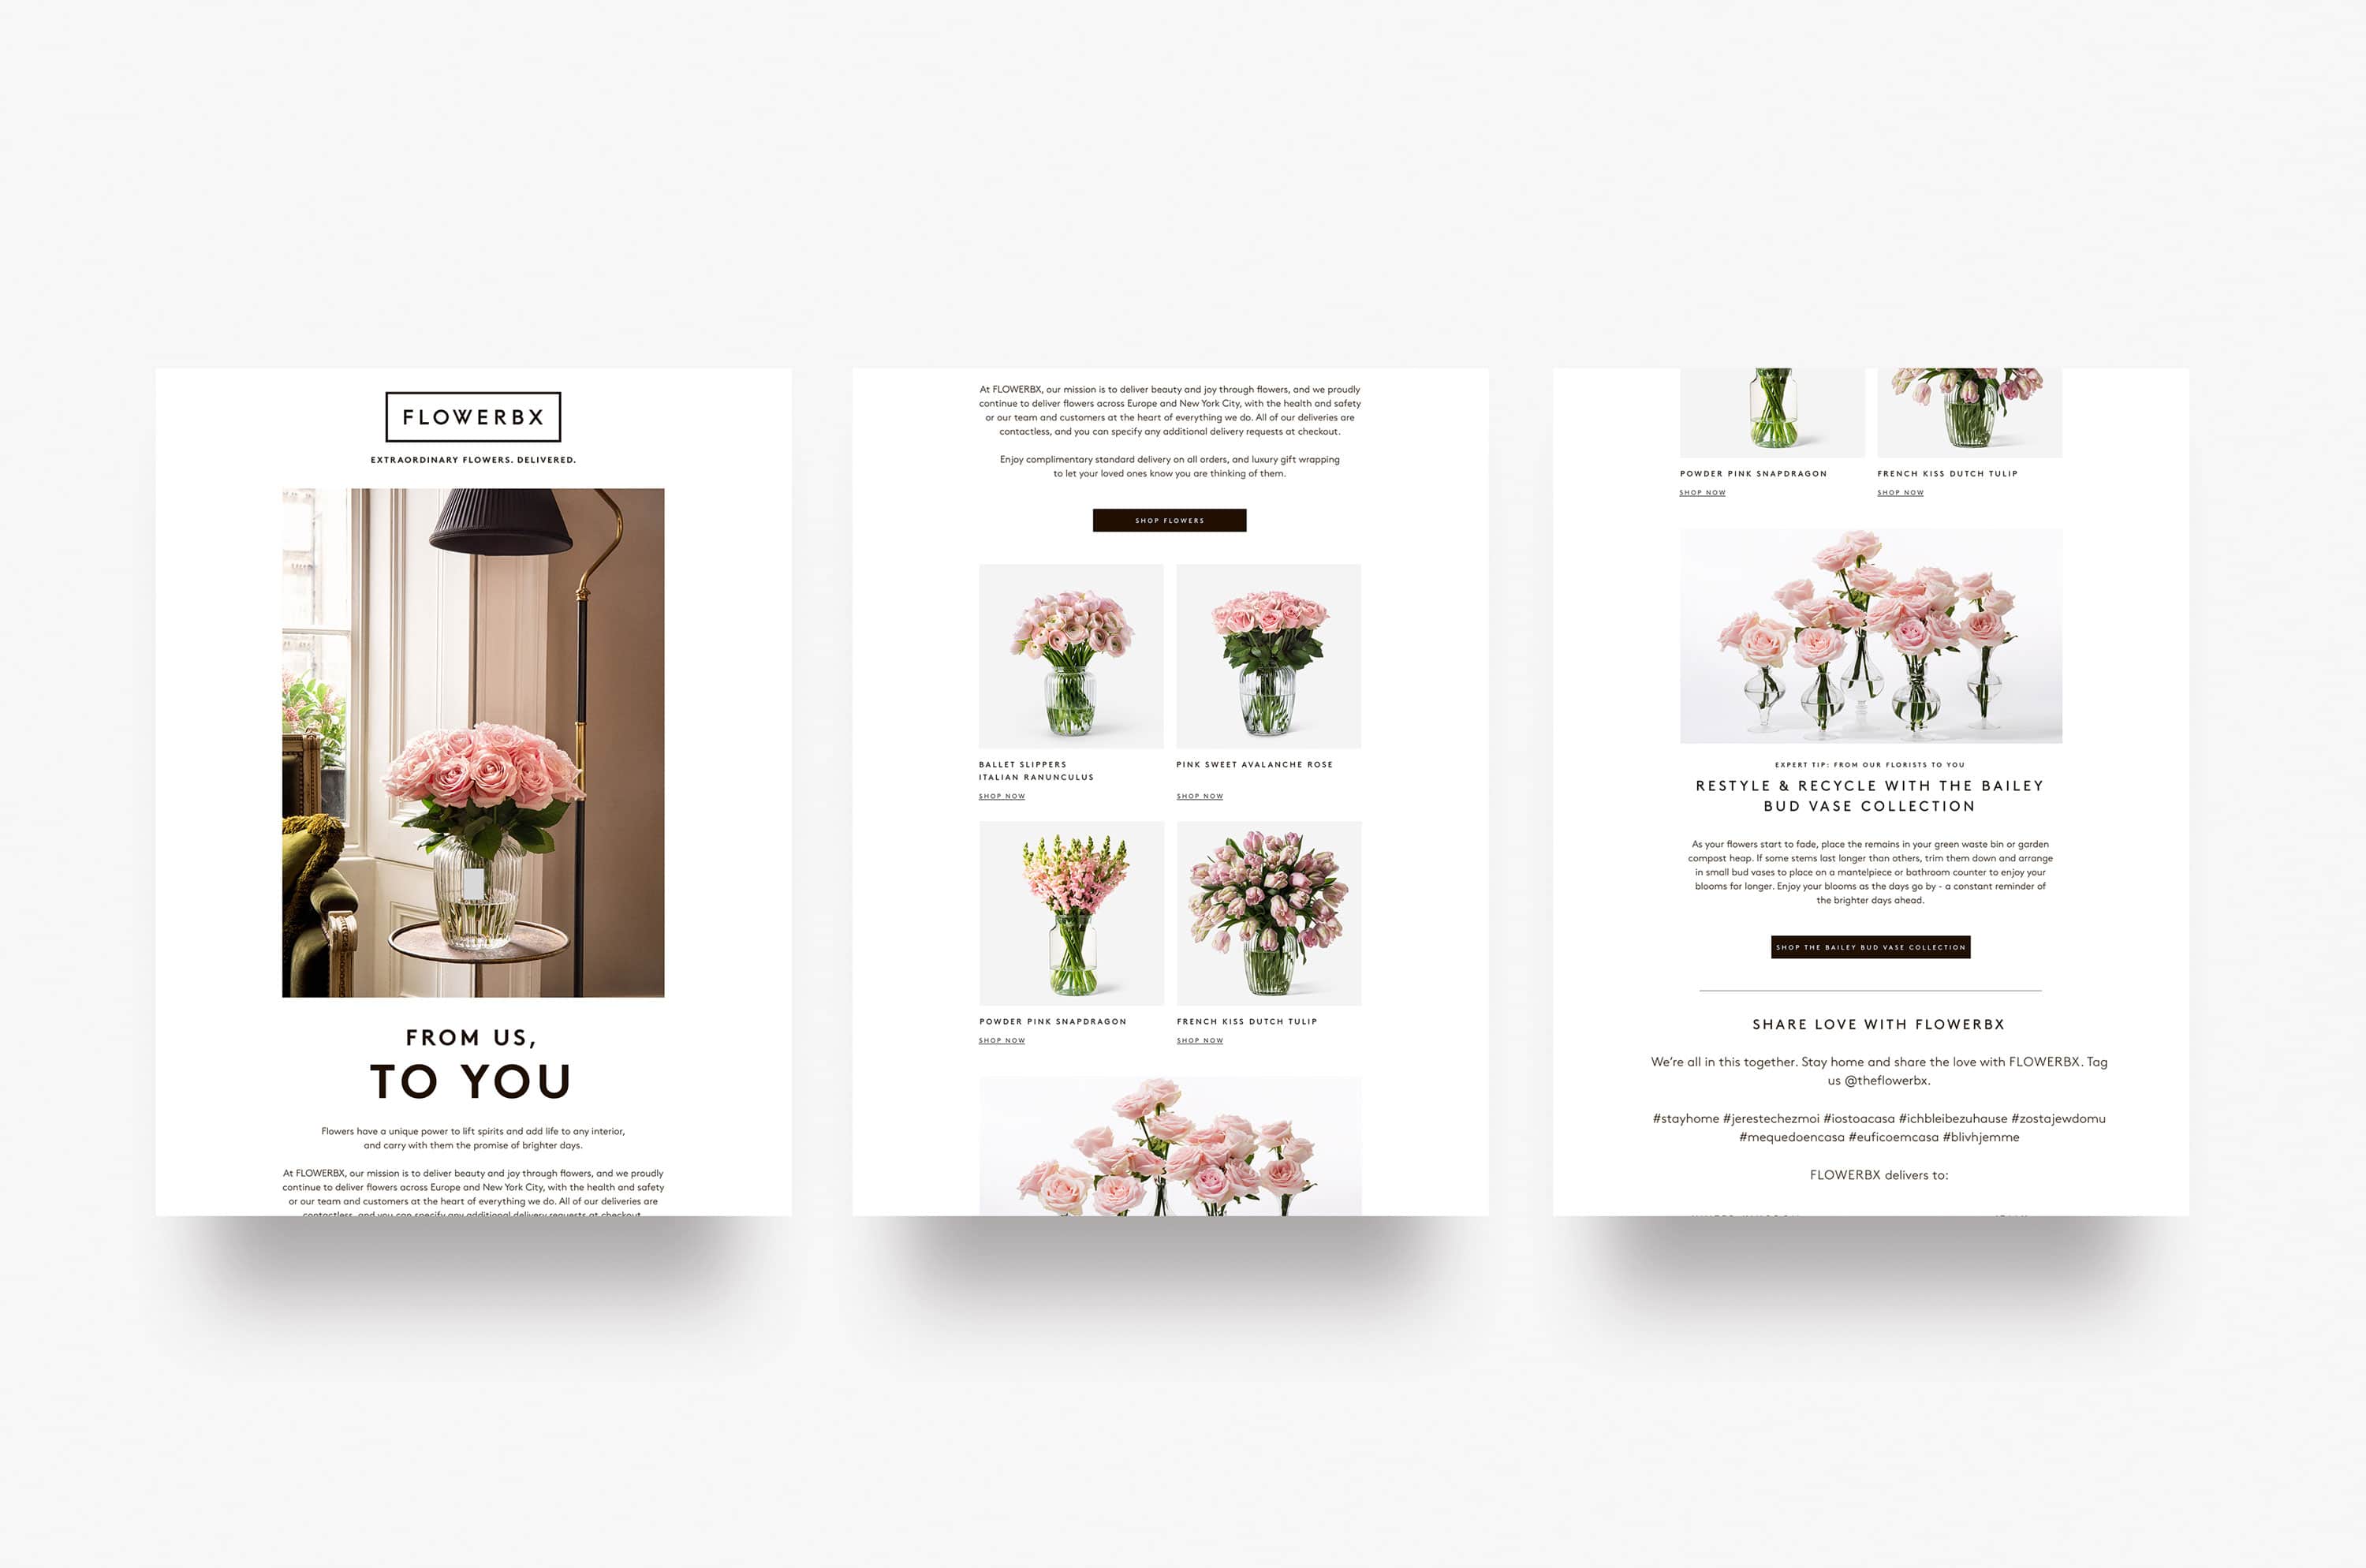 FLOWERBX
EXTRAORDINARY FLOWERS. DELIVERED.
FROM US,
TO YOU
Flowers have a unique power to lift spirits and add life to any interior,
and carry with them the promise of brighter days.
At FLOWERBX, our mission is to deliver beauty and joy through flowers, and we proudly
continue to deliver flowers across Europe and New York City, with the health and safety
or our team and customers at the heart of everything we do. All of our deliveries are
contactless, and you can specify any additional delivery requests at checkout.
At FLOWERBX, our mission is to deliver beauty and joy through flowers, and we proudly
continue to deliver flowers across Europe and New York City, with the health and safety
or our team and customers at the heart of everything we do. All of our deliveries are
contactless, and you can specify any additional delivery requests at checkout.
Enjoy complimentary standard delivery on all orders, and luxury gift wrapping
to let your loved ones know you are thinking of them.
SHOP FLOWERS
BALLET SLIPPERS
ITALIAN RANUNCULUS
SHOP NOW
PINK SWEET AVALANCHE ROSE
SHOP NOW
POWDER PINK SNAPDRAGON
SHOP NOW
FRENCH KISS DUTCH TULIP
SHOP NOW
POWDER PINK SNAPDRAGON
SHOP NOW
FRENCH KISS DUTCH TULIP
SHOP NOW
EXPERT TIP: FROM OUR FLORISTS TO YOU
RESTYLE & RECYCLE WITH THE BAILEY
BUD VASE COLLECTION
As your flowers start to fade, place the remains in your green waste bin or garden
compost heap. If some stems last longer than others, trim them down and arrange
in small bud vases to place on a mantelpiece or bathroom counter to enjoy your
blooms for longer. Enjoy your blooms as the days go by - a constant reminder of
the brighter days ahead.
SHOP THE BAILEY BUD VASE COLLECTION
SHARE LOVE WITH FLOWERBX
We're all in this together. Stay home and share the love with FLOWERBX. Tag
us @theflowerbx.
#stayhome #jerestechezmoi #iostoacasa #ichbleibezuhause #zostajewdomu
#mequedoencasa #euficoemcasa #blivhjemme
FLOWERBX delivers to: